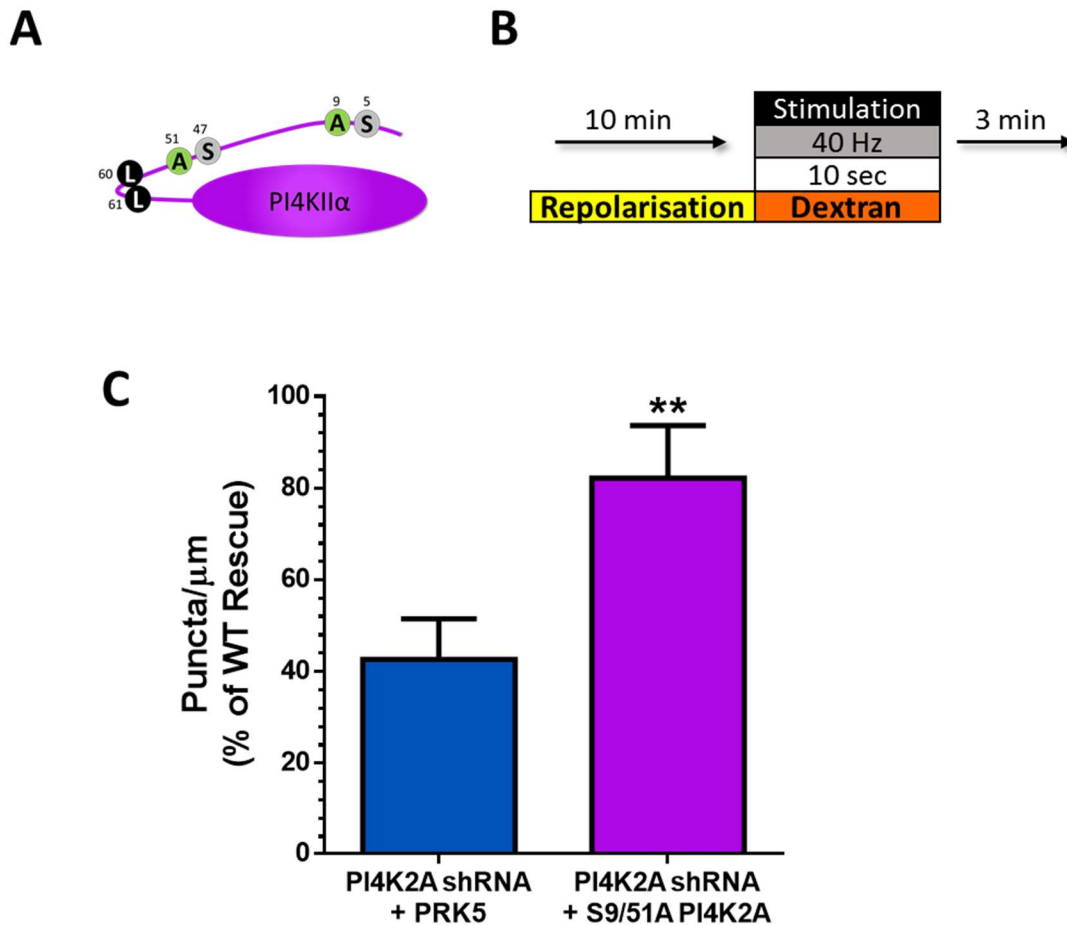 A
B
9 5
A S
51 47
A S
60 L
61 L
PI4KIIα
10 min
Stimulation
3 min
40 Hz
10 sec
Repolarisation
Dextran
C
100
80
60
40
20
0
Puncta/μm
(% of WT Rescue)
**
PI4K2A shRNA
+ PRK5
PI4K2A shRNA
+ S9/51A PI4K2A